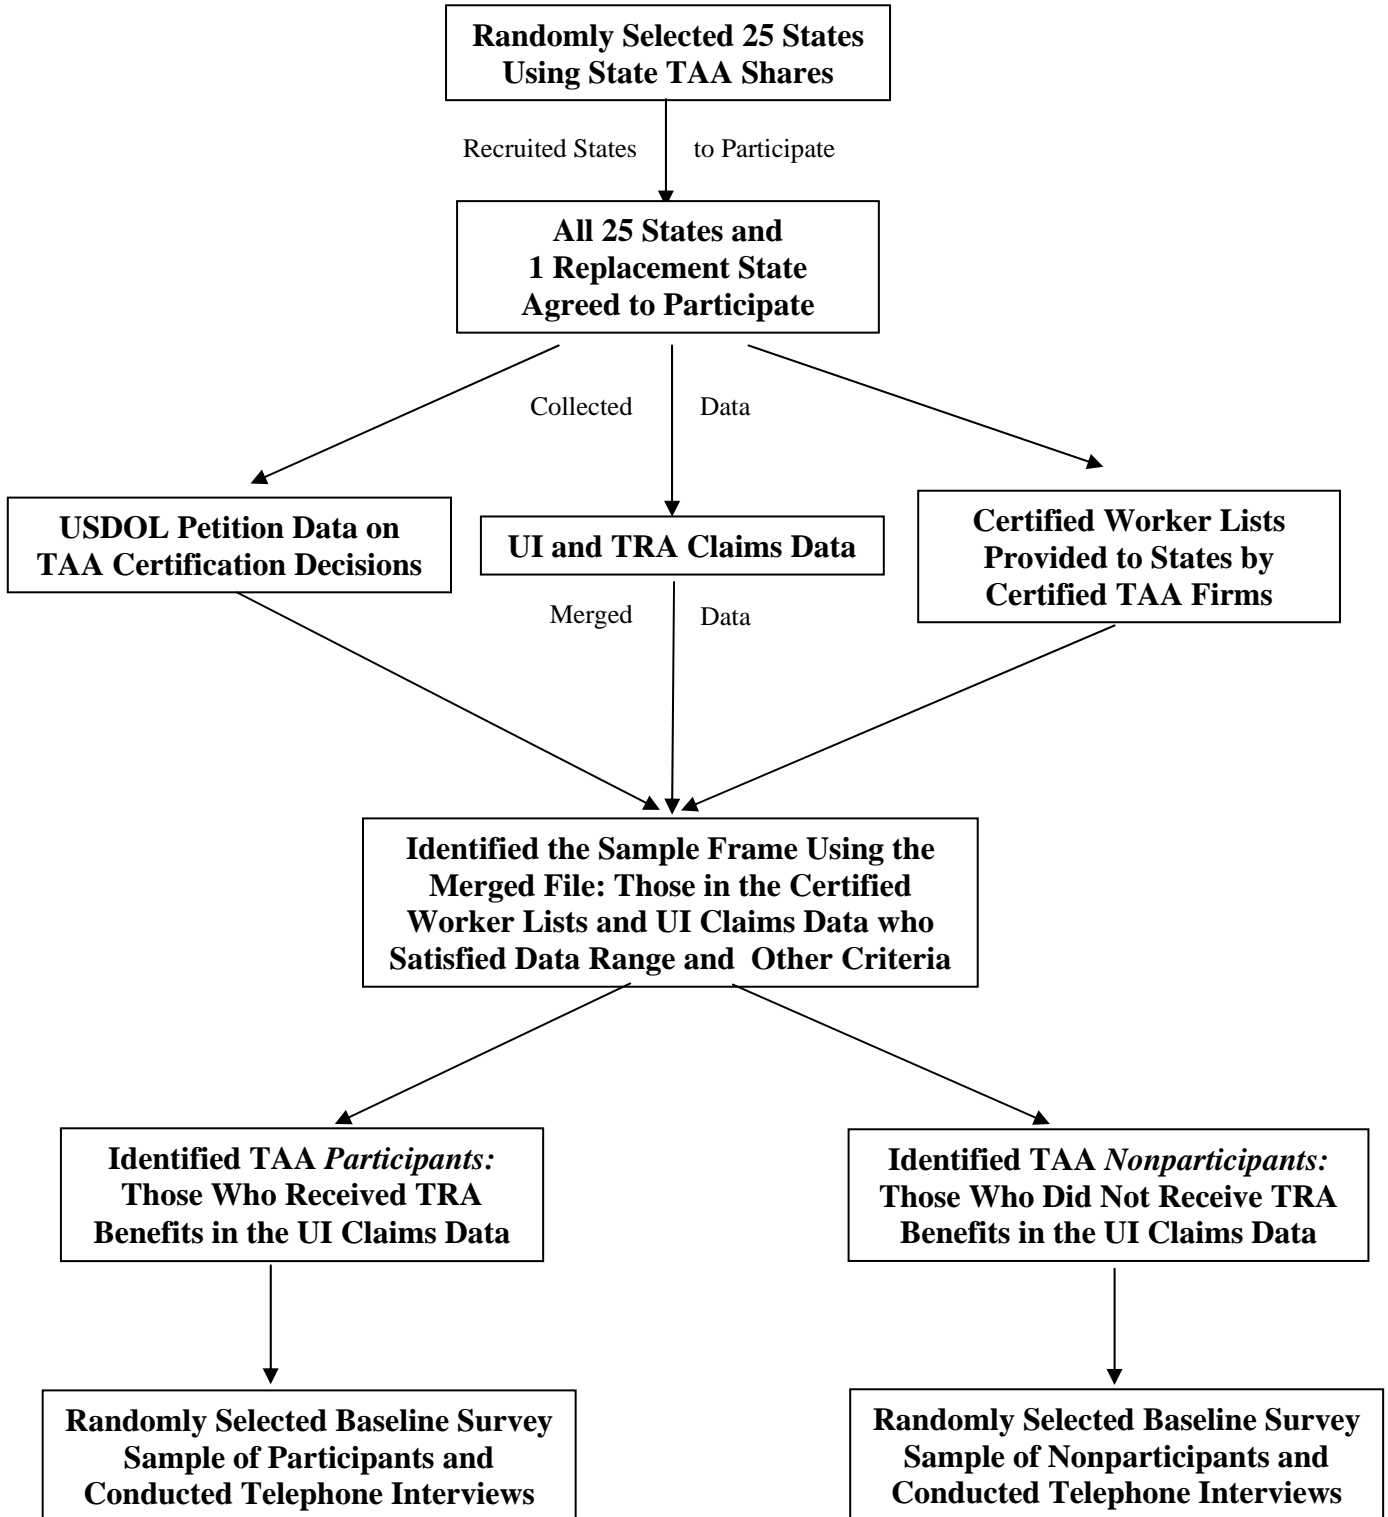 Randomly Selected 25 States
Using State TAA Shares
Recruited States to Participate
All 25 States and
1 Replacement State
Agreed to Participate
Collected Data
USDOL Petition Data on
TAA Certification Decisions
UI and TRA Claims Data
Certified Worker Lists
Provided to States by
Certified TAA Firms
Merged Data
Identified the Sample Frame Using the
Merged File: Those in the Certified
Worker Lists and UI Claims Data who
Satisfied Data Range and Other Criteria
Identified TAA Participants:
Those Who Received TRA
Benefits in the UI Claims Data
Identified TAA Nonparticipants:
Those Who Did Not Receive TRA
Benefits in the UI Claims Data
Randomly Selected Baseline Survey
Sample of Participants and
Conducted Telephone Interviews
Randomly Selected Baseline Survey
Sample of Nonparticipants and
Conducted Telephone Interviews